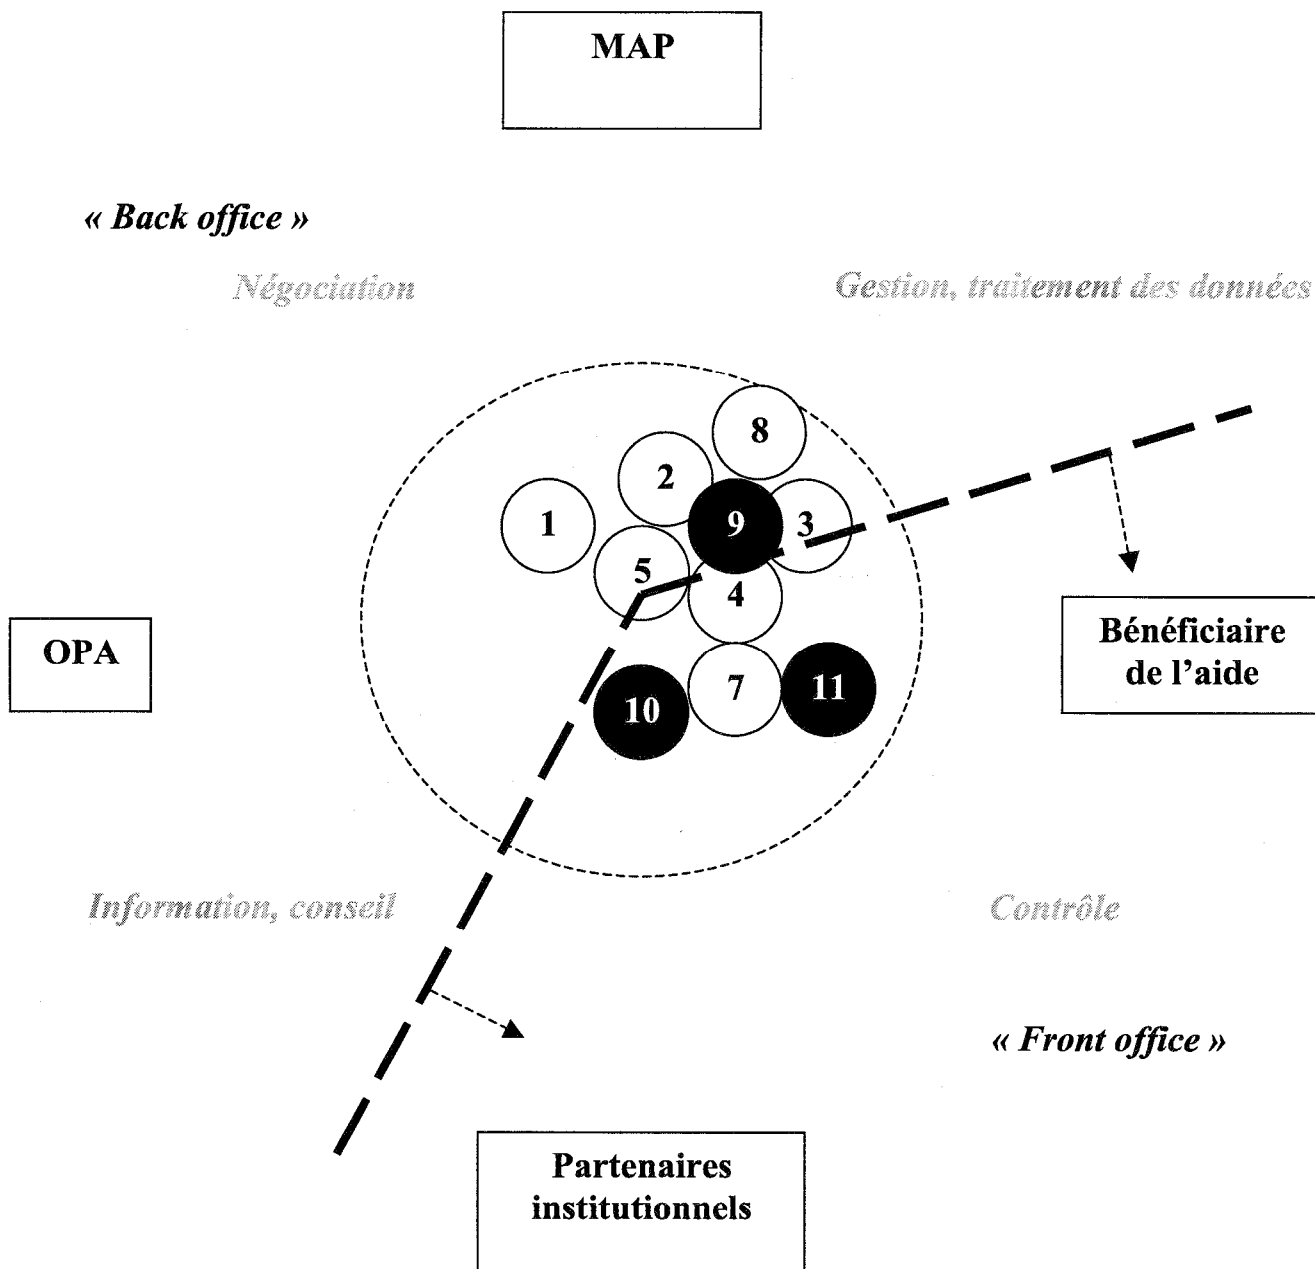 MAP
« Back office »
Négociation
Gestion, traitement des données
8
2
1
9
3
5
4
OPA
Bénéficiaire
de l’aide
7
11
10
Information, conseil
Contrôle
« Front office »
Partenaires
institutionnels